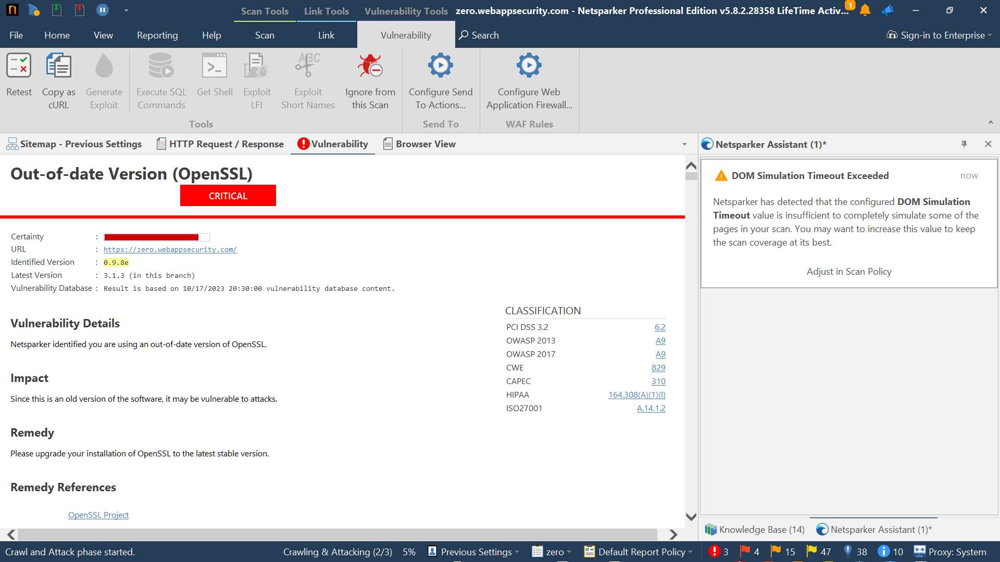 Scan Tools Link Tools Vulnerability Tools zero.webappsecurity.com - Netsparker Professional Edition v5.8.2.28358 LifeTime Activ... 1
File Home View Reporting Help Scan Link Vulnerability Search Sign-in to Enterprise
ABC
Retest Copy as cURL Generate Exploit Execute SQL Commands Get Shell Exploit LFI Exploit Short Names Ignore from this Scan Configure Send To Actions... Configure Web Application Firewall...
Tools Send To WAF Rules
Sitemap - Previous Settings HTTP Request / Response Vulnerability Browser View
Out-of-date Version (OpenSSL)
CRITICAL
Certainty :
URL : https://zero.webappsecurity.com/
Identified Version : 0.9.8e
Latest Version : 3.1.3 (in this branch)
Vulnerability Database : Result is based on 10/17/2023 20:30:00 vulnerability database content.
CLASSIFICATION
PCI DSS 3.2 6.2
OWASP 2013 A9
OWASP 2017 A9
CWE 829
CAPEC 310
HIPAA 164.308(A)(1)(I)
ISO27001 A.14.1.2
Vulnerability Details
Netsparker identified you are using an out-of-date version of OpenSSL.
Impact
Since this is an old version of the software, it may be vulnerable to attacks.
Remedy
Please upgrade your installation of OpenSSL to the latest stable version.
Remedy References
OpenSSL Project
Netsparker Assistant (1)*
DOM Simulation Timeout Exceeded now
Netsparker has detected that the configured DOM Simulation
Timeout value is insufficient to completely simulate some of the
pages in your scan. You may want to increase this value to keep
the scan coverage at its best.
Adjust in Scan Policy
Knowledge Base (14) Netsparker Assistant (1)*
Crawl and Attack phase started. Crawling & Attacking (2/3) 5% Previous Settings zero Default Report Policy 3 4 15 47 38 10 Proxy: System